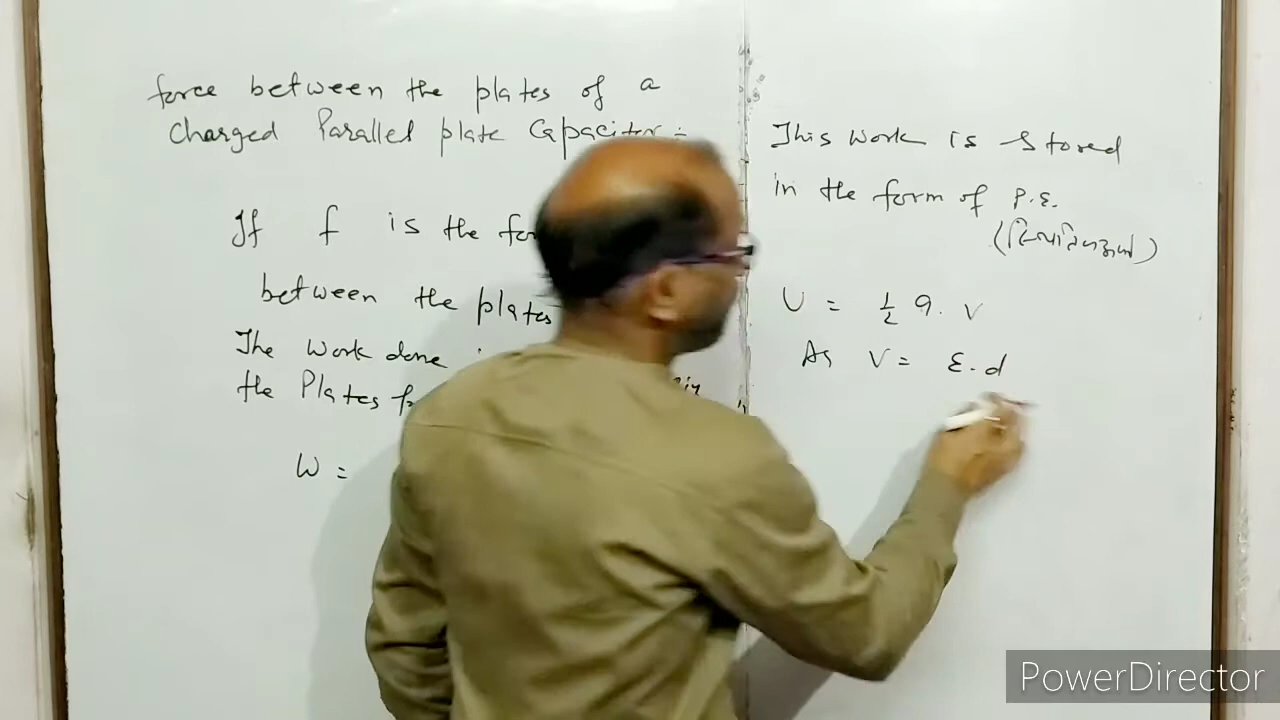 force between the plates of a
Charged Parallel plate Capacitor :-
If f is the
between the plates
The work done
the Plates
W =
This work is stored
in the form of P.E.
U = 1/2 q. V
As V = E.d
PowerDirector